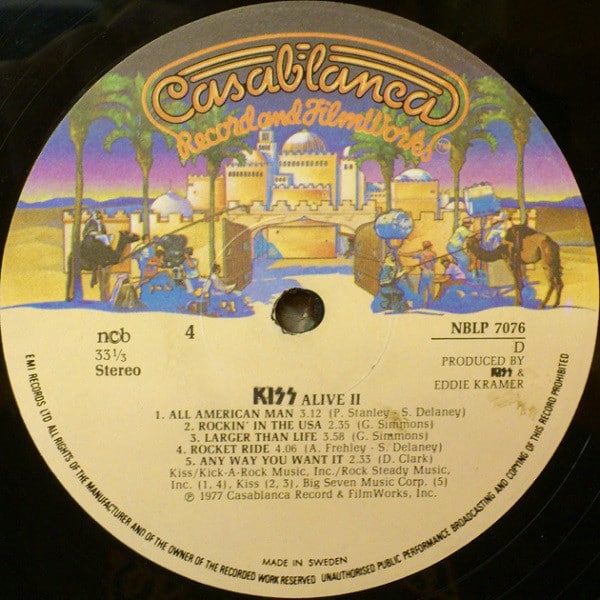 Casablanca
Record and FilmWorks
TM
ncb
4
NBLP 7076
33⅓
D
Stereo
PRODUCED BY
KISS &
EDDIE KRAMER
KISS ALIVE II
1. ALL AMERICAN MAN 3.12 (P. Stanley - S. Delaney)
2. ROCKIN' IN THE USA 2.35 (G. Simmons)
3. LARGER THAN LIFE 3.58 (G. Simmons)
4. ROCKET RIDE 4.06 (A. Frehley - S. Delaney)
5. ANY WAY YOU WANT IT 2.33 (D. Clark)
Kiss/Kick-A-Rock Music, Inc./Rock Steady Music,
Inc. (1, 4), Kiss (2, 3), Big Seven Music Corp. (5)
℗ 1977 Casablanca Record & FilmWorks, Inc.
MADE IN SWEDEN
EMI RECORDS LTD ALL RIGHTS OF THE MANUFACTURER AND OF THE OWNER OF THE RECORDED WORK RESERVED UNAUTHORISED PUBLIC PERFORMANCE BROADCASTING AND COPYING OF THIS RECORD PROHIBITED